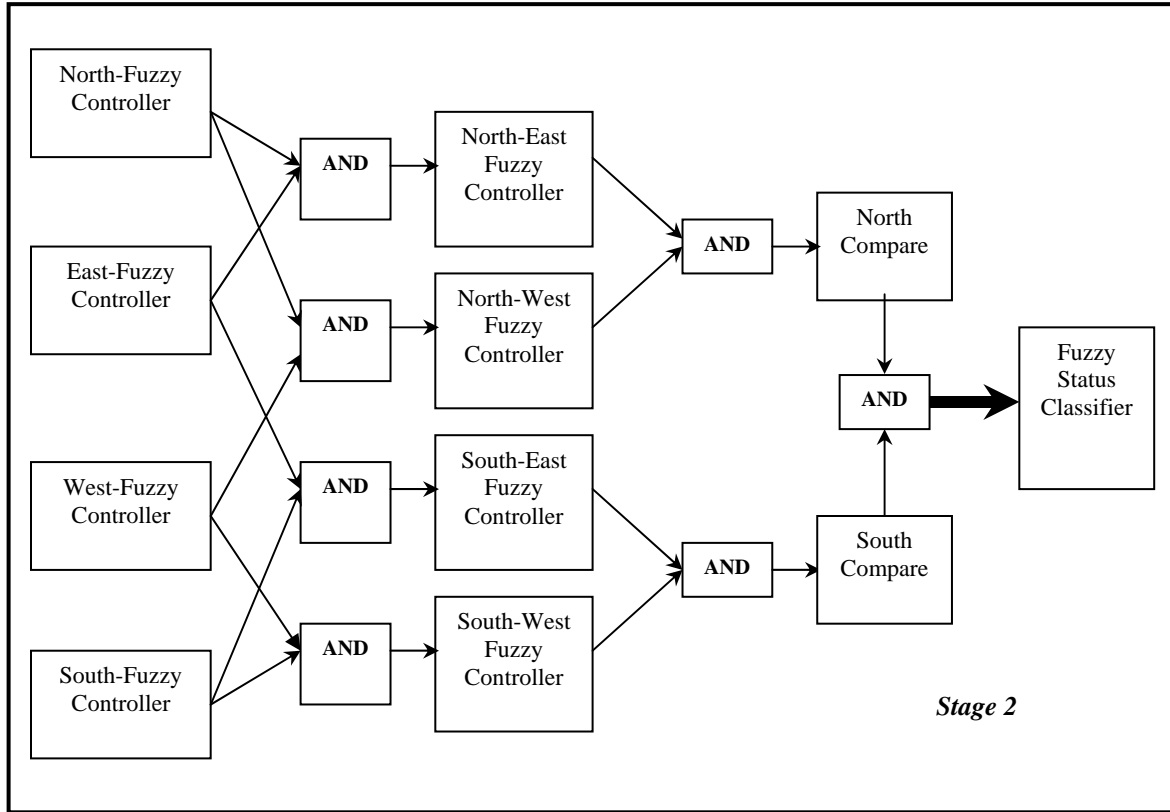 North-Fuzzy
Controller
East-Fuzzy
Controller
West-Fuzzy
Controller
South-Fuzzy
Controller
AND
AND
AND
AND
North-East
Fuzzy
Controller
North-West
Fuzzy
Controller
South-East
Fuzzy
Controller
South-West
Fuzzy
Controller
AND
AND
North
Compare
AND
South
Compare
Fuzzy
Status
Classifier
Stage 2